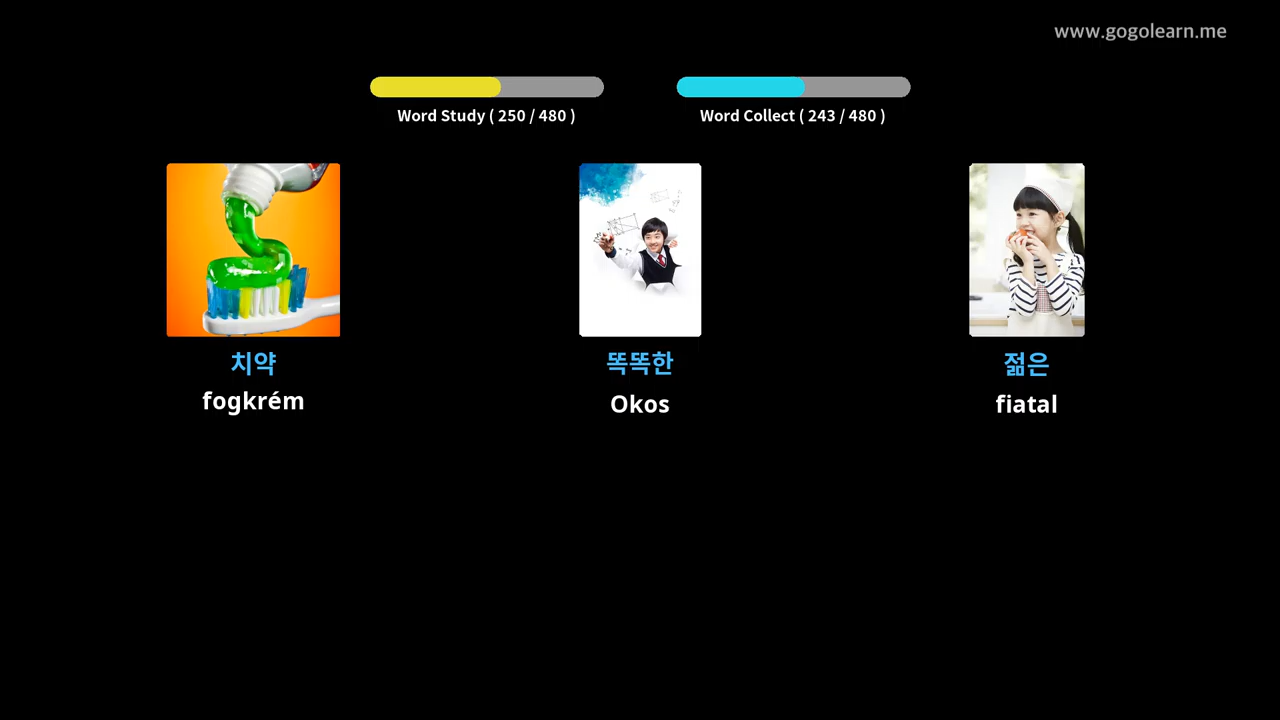 www.gogolearn.me
Word Study ( 250 / 480 )
Word Collect ( 243 / 480 )
치약
fogkrém
똑똑한
Okos
젊은
fiatal